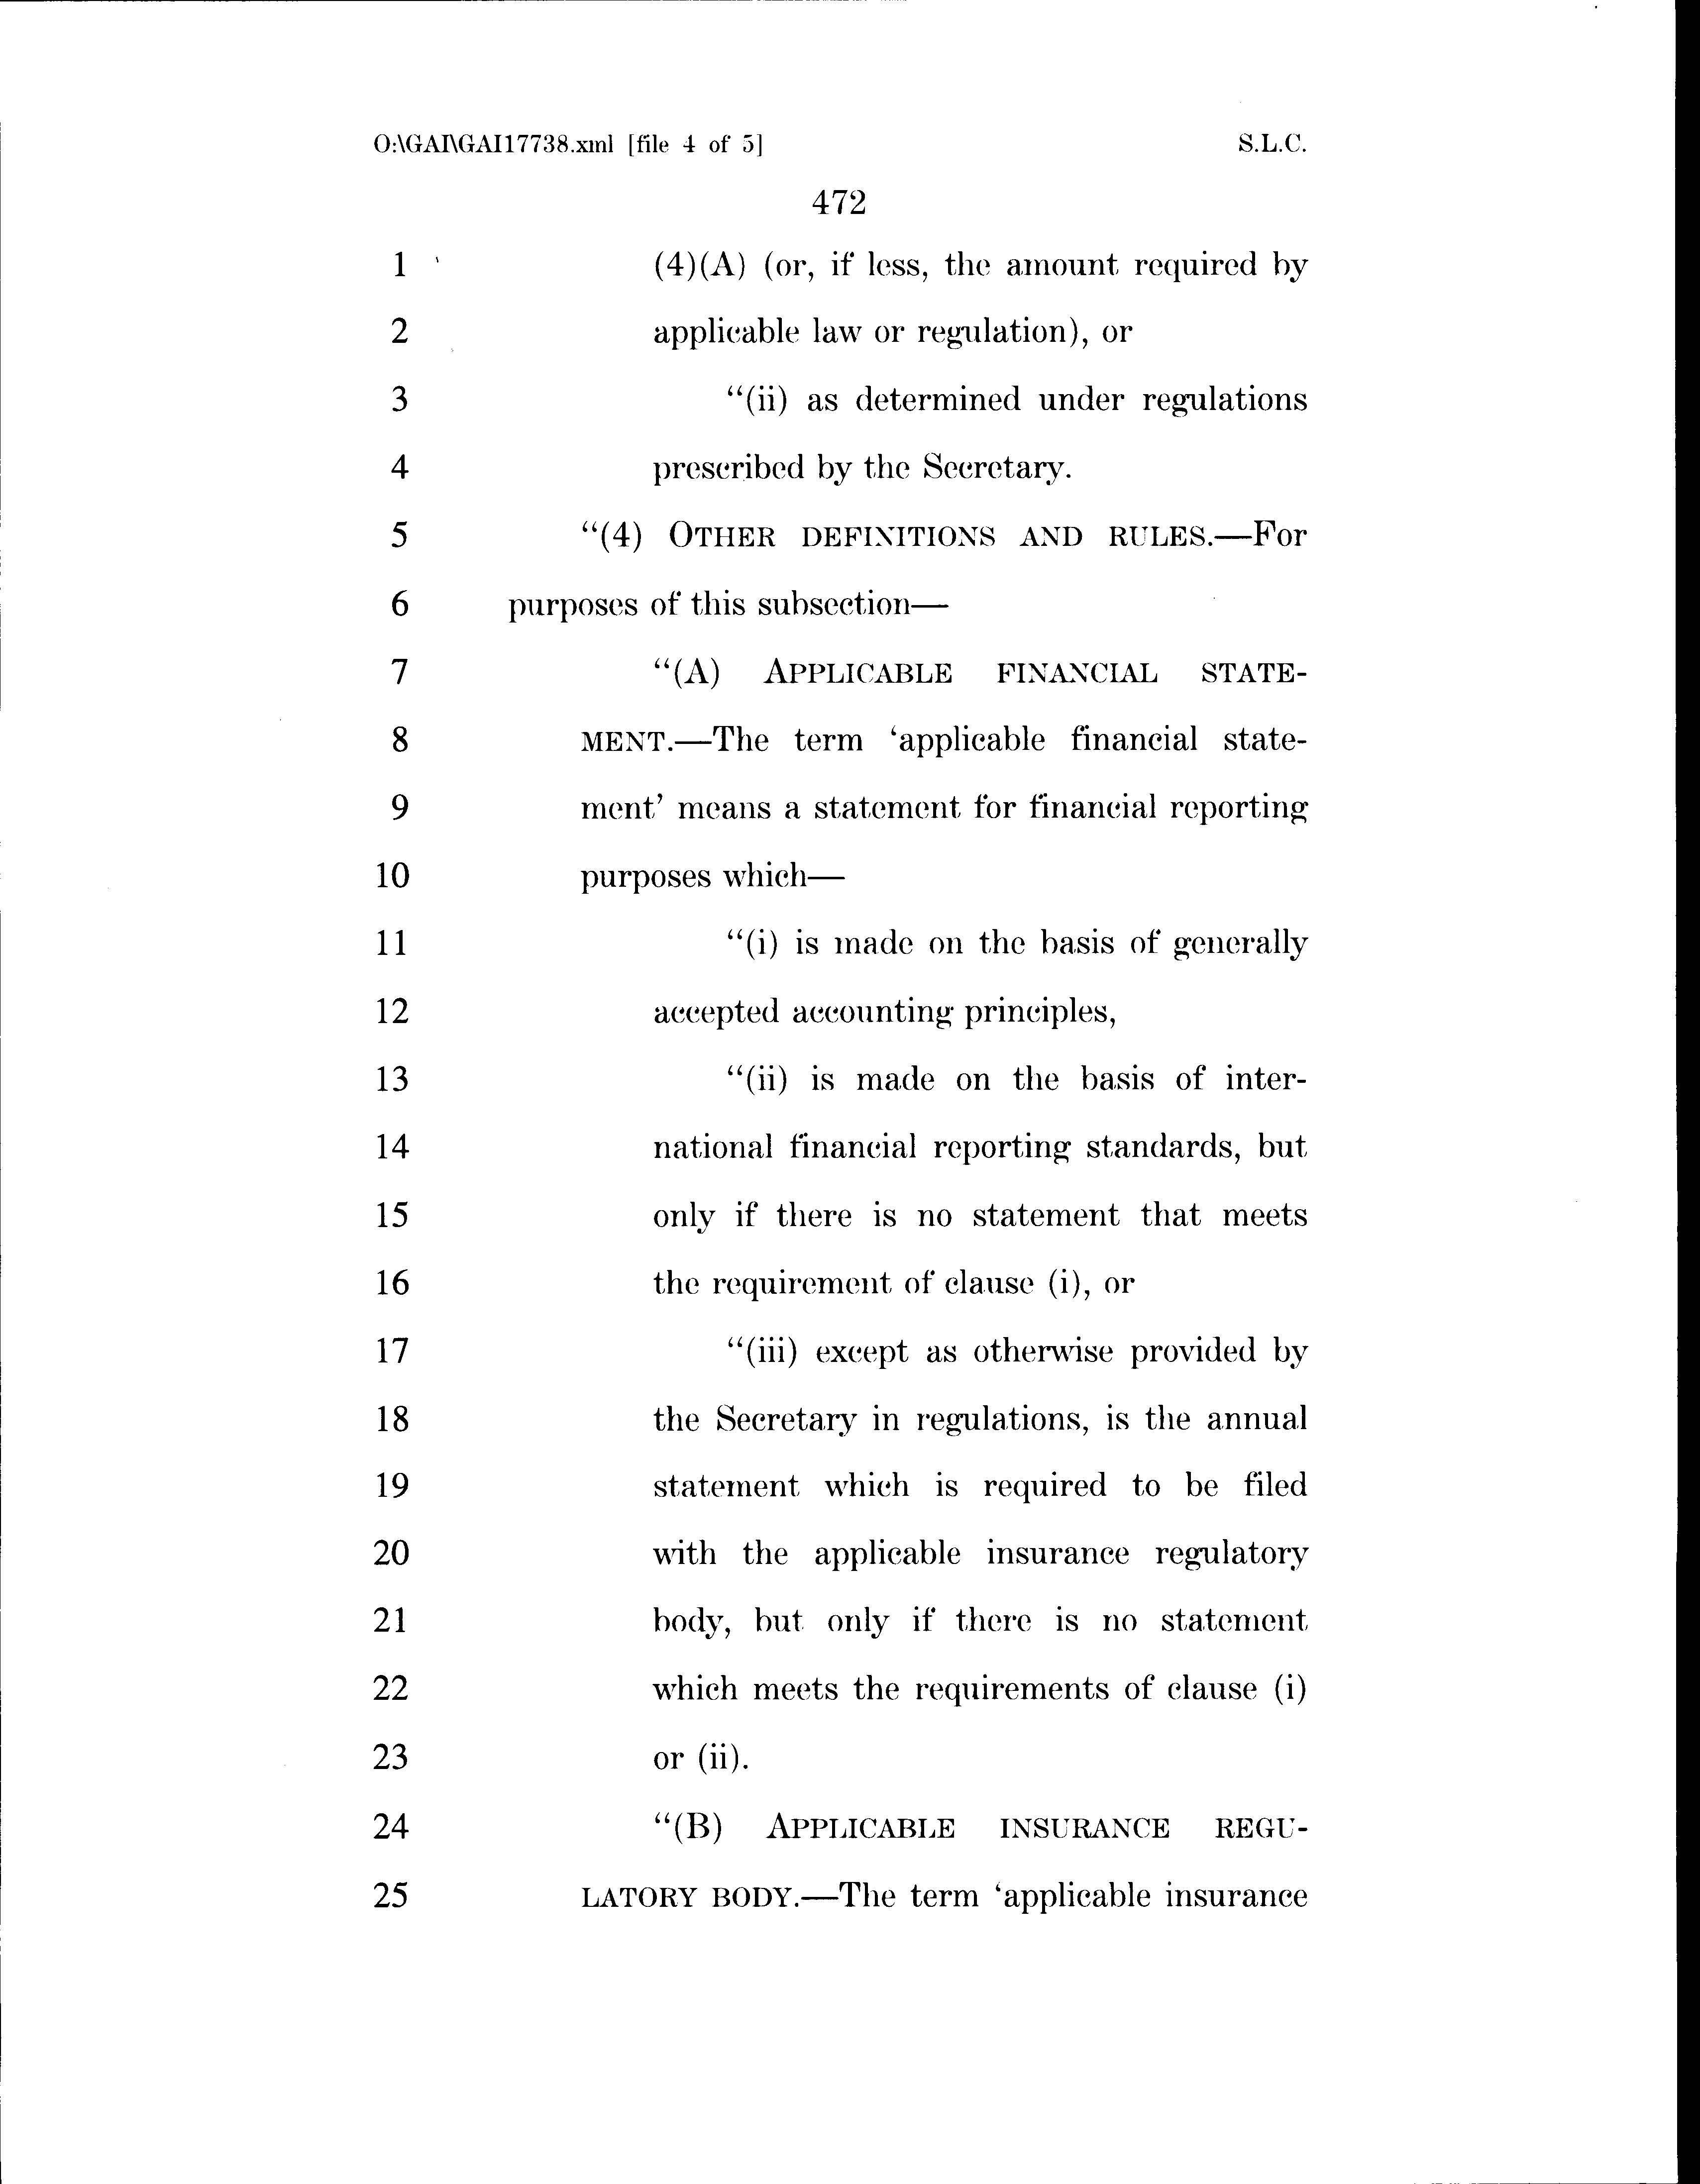 O:\GAI\GAI17738.xml [file 4 of 5] S.L.C.
472
1 (4)(A) (or, if less, the amount required by
2 applicable law or regulation), or
3 “(ii) as determined under regulations
4 prescribed by the Secretary.
5 “(4) OTHER DEFINITIONS AND RULES.—For
6 purposes of this subsection—
7 “(A) APPLICABLE FINANCIAL STATE-
8 MENT.—The term ‘applicable financial state-
9 ment’ means a statement for financial reporting
10 purposes which—
11 “(i) is made on the basis of generally
12 accepted accounting principles,
13 “(ii) is made on the basis of inter-
14 national financial reporting standards, but
15 only if there is no statement that meets
16 the requirement of clause (i), or
17 “(iii) except as otherwise provided by
18 the Secretary in regulations, is the annual
19 statement which is required to be filed
20 with the applicable insurance regulatory
21 body, but only if there is no statement
22 which meets the requirements of clause (i)
23 or (ii).
24 “(B) APPLICABLE INSURANCE REGU-
25 LATORY BODY.—The term ‘applicable insurance